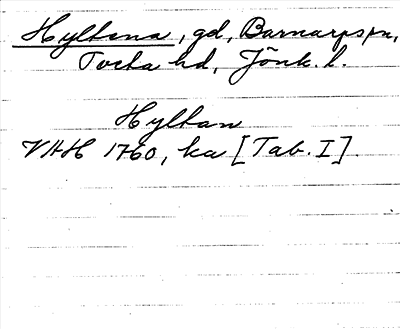 Hyltena, gd, Barnarps sn,
Tveta hd, Jönk. l.
Hyltan
VHH 1760, ka [Tab. I].